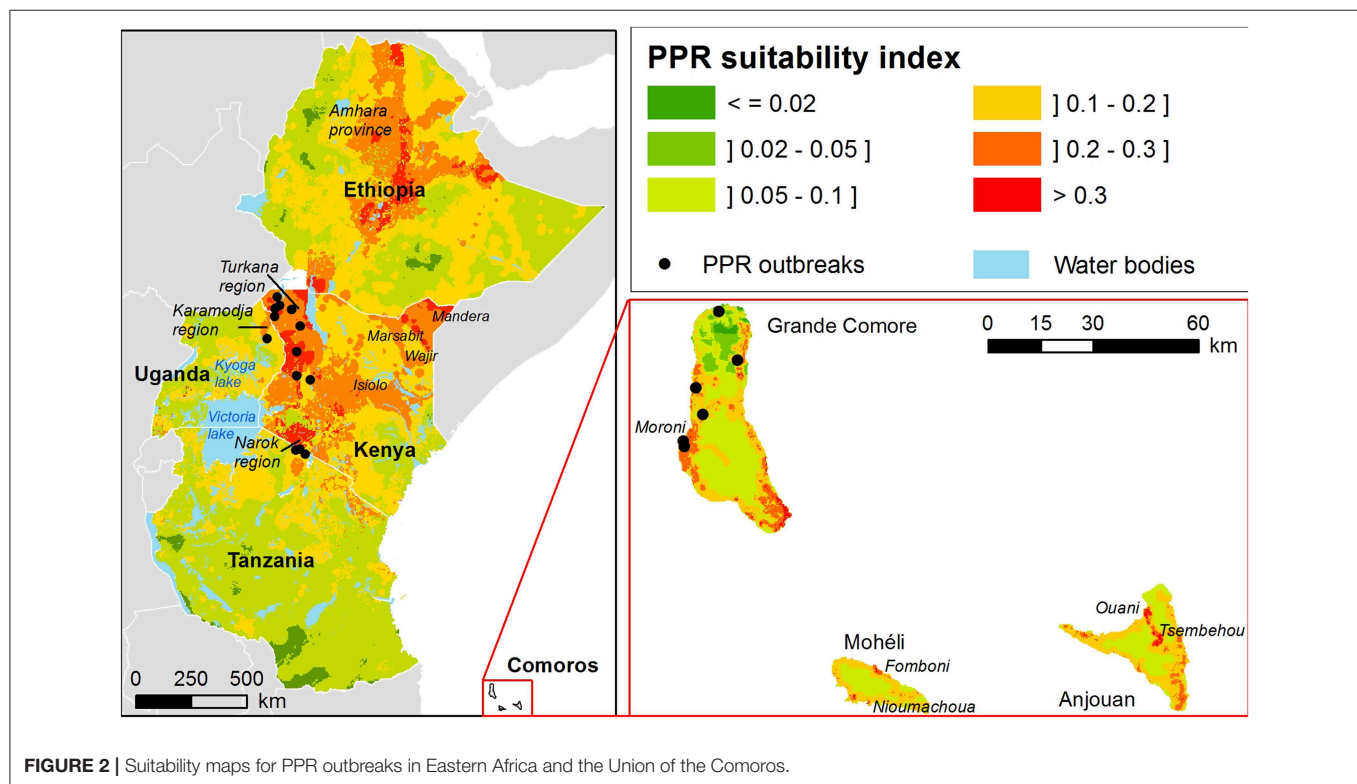 Amhara
province
Ethiopia
Turkana
region
Karamodja
region
Mandera
Marsabit
Wajir
Uganda
Kyoga
lake
Isiolo
Victoria
lake
Narok
region
Kenya
Tanzania
0 250 500
km
Comoros
PPR suitability index
< = 0.02
] 0.02 - 0.05 ]
] 0.05 - 0.1 ]
] 0.1 - 0.2 ]
] 0.2 - 0.3 ]
> 0.3
PPR outbreaks
Water bodies
Grande Comore
0 15 30 60
km
Moroni
Ouani
Tsembehou
Mohéli
Fomboni
Nioumachoua
Anjouan
FIGURE 2 | Suitability maps for PPR outbreaks in Eastern Africa and the Union of the Comoros.